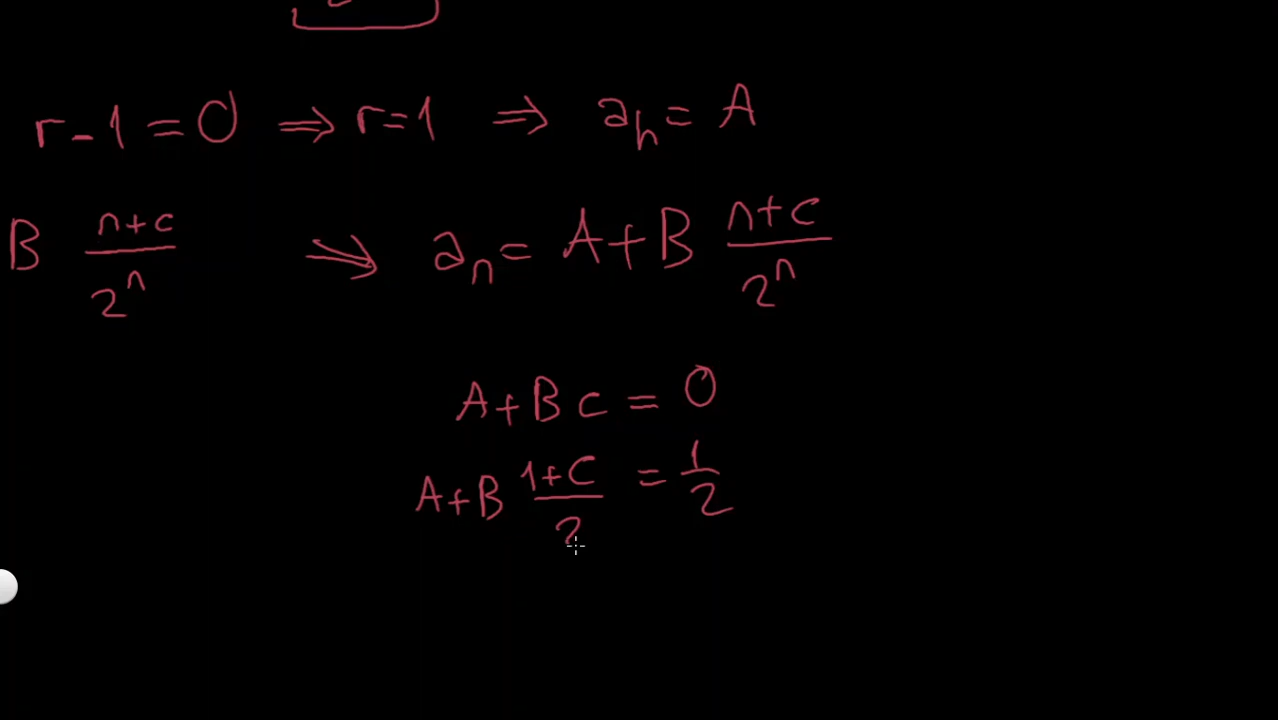 r-1=0 ⇒ r=1 ⇒ a_h = A
B (n+c)/2^n ⇒ a_n = A+B (n+c)/2^n
A+Bc = 0
A+B (1+c)/2 = 1/2